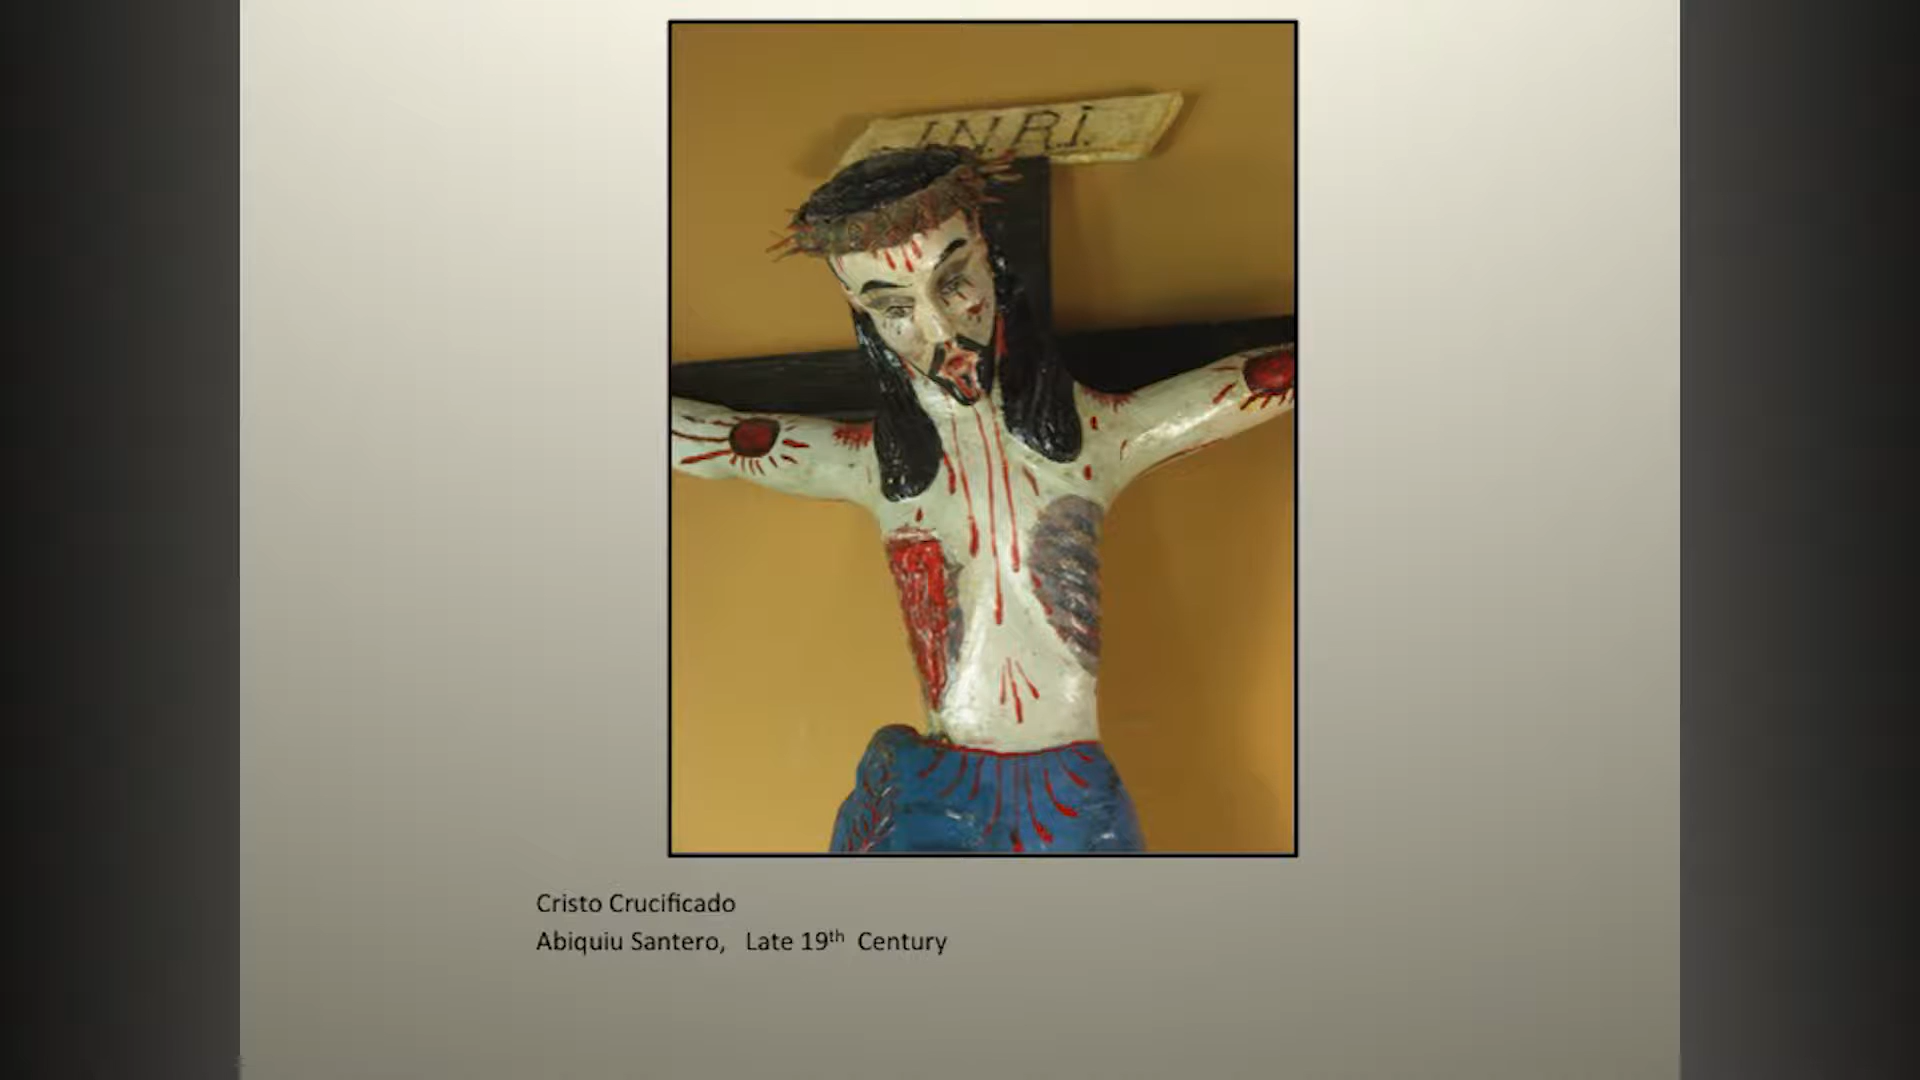 I.N.R.I.
Cristo Crucificado
Abiquiu Santero, Late 19th Century